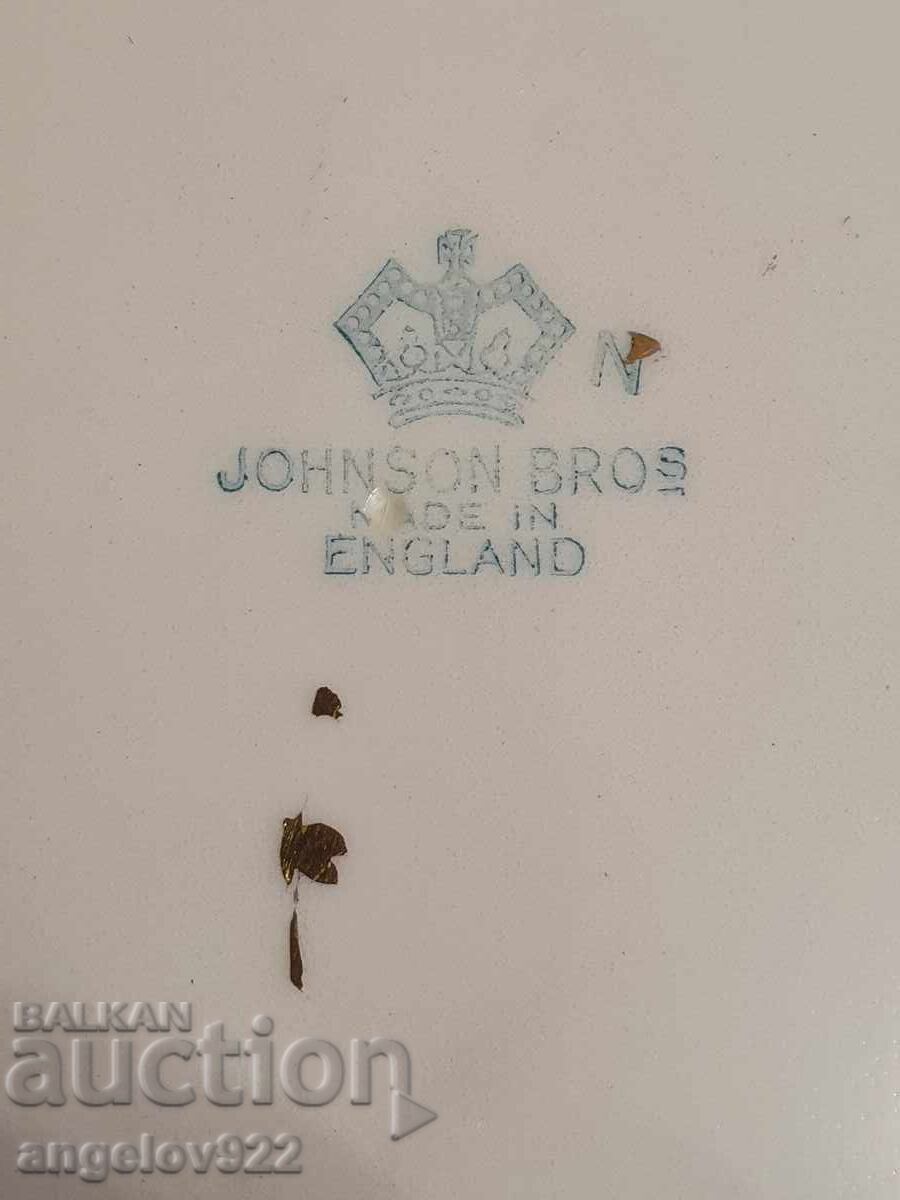 N
JOHNSON BROS
MADE IN
ENGLAND
BALKAN
auction
angelov922